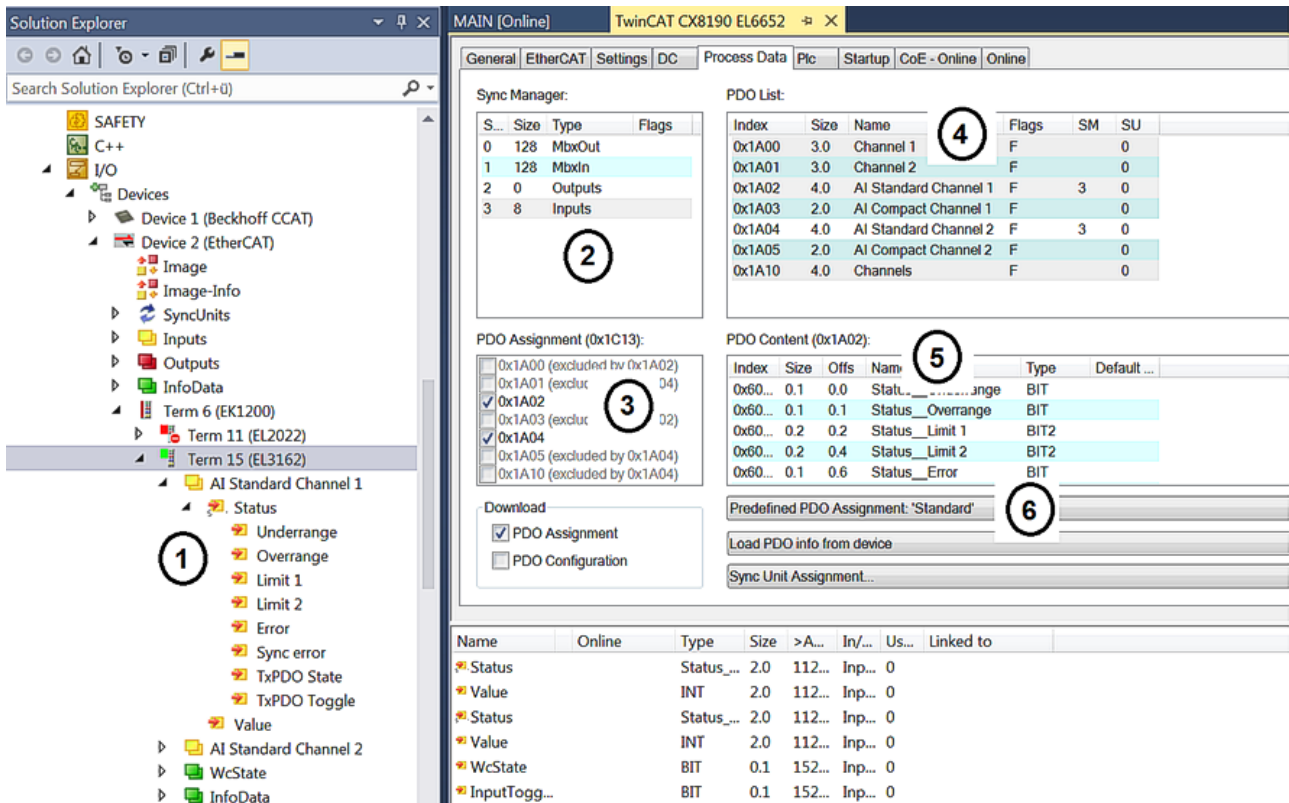 Solution Explorer
Search Solution Explorer (Ctrl+ü)
SAFETY
C++
I/O
Devices
Device 1 (Beckhoff CCAT)
Device 2 (EtherCAT)
Image
Image-Info
SyncUnits
Inputs
Outputs
InfoData
Term 6 (EK1200)
Term 11 (EL2022)
Term 15 (EL3162)
AI Standard Channel 1
Status
Underrange
Overrange
Limit 1
Limit 2
Error
Sync error
TxPDO State
TxPDO Toggle
Value
AI Standard Channel 2
WcState
InfoData
1
MAIN [Online] TwinCAT CX8190 EL6652
General EtherCAT Settings DC Process Data Plc Startup CoE - Online Online
Sync Manager:
S... Size Type Flags
0 128 MbxOut
1 128 MbxIn
2 0 Outputs
3 8 Inputs
2
PDO List:
Index Size Name Flags SM SU
0x1A00 3.0 Channel 1 F 0
0x1A01 3.0 Channel 2 F 0
0x1A02 4.0 AI Standard Channel 1 F 3 0
0x1A03 2.0 AI Compact Channel 1 F 0
0x1A04 4.0 AI Standard Channel 2 F 3 0
0x1A05 2.0 AI Compact Channel 2 F 0
0x1A10 4.0 Channels F 0
4
PDO Assignment (0x1C13):
0x1A00 (excluded by 0x1A02)
0x1A01 (exclu 04)
0x1A02
0x1A03 (exclu 02)
0x1A04
0x1A05 (excluded by 0x1A04)
0x1A10 (excluded by 0x1A04)
3
Download
PDO Assignment
PDO Configuration
PDO Content (0x1A02):
Index Size Offs Name Type Default ...
0x60... 0.1 0.0 BIT
0x60... 0.1 0.1 Status__Overrange BIT
0x60... 0.2 0.2 Status__Limit 1 BIT2
0x60... 0.2 0.4 Status__Limit 2 BIT2
0x60... 0.1 0.6 Status__Error BIT
5
Predefined PDO Assignment: 'Standard'
6
Load PDO info from device
Sync Unit Assignment...
Name Online Type Size >A... In/... Us... Linked to
Status Status_... 2.0 112... Inp... 0
Value INT 2.0 112... Inp... 0
Status Status_... 2.0 112... Inp... 0
Value INT 2.0 112... Inp... 0
WcState BIT 0.1 152... Inp... 0
InputTogg... BIT 0.1 152... Inp... 0